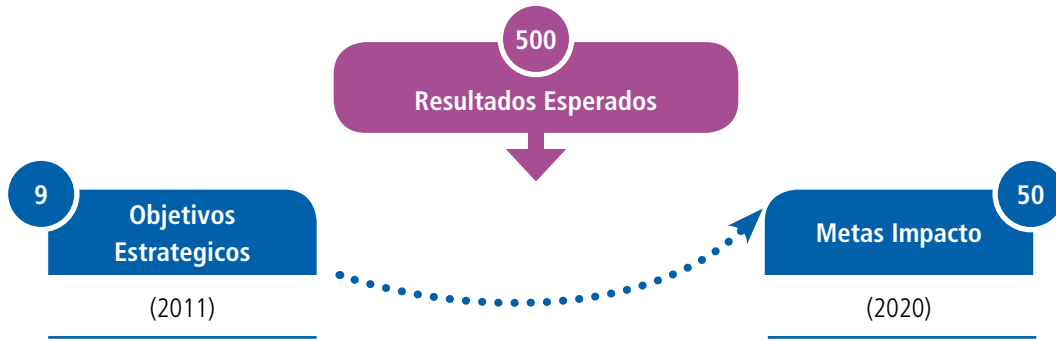 500
Resultados Esperados
9
Objetivos
Estrategicos
(2011)
50
Metas Impacto
(2020)